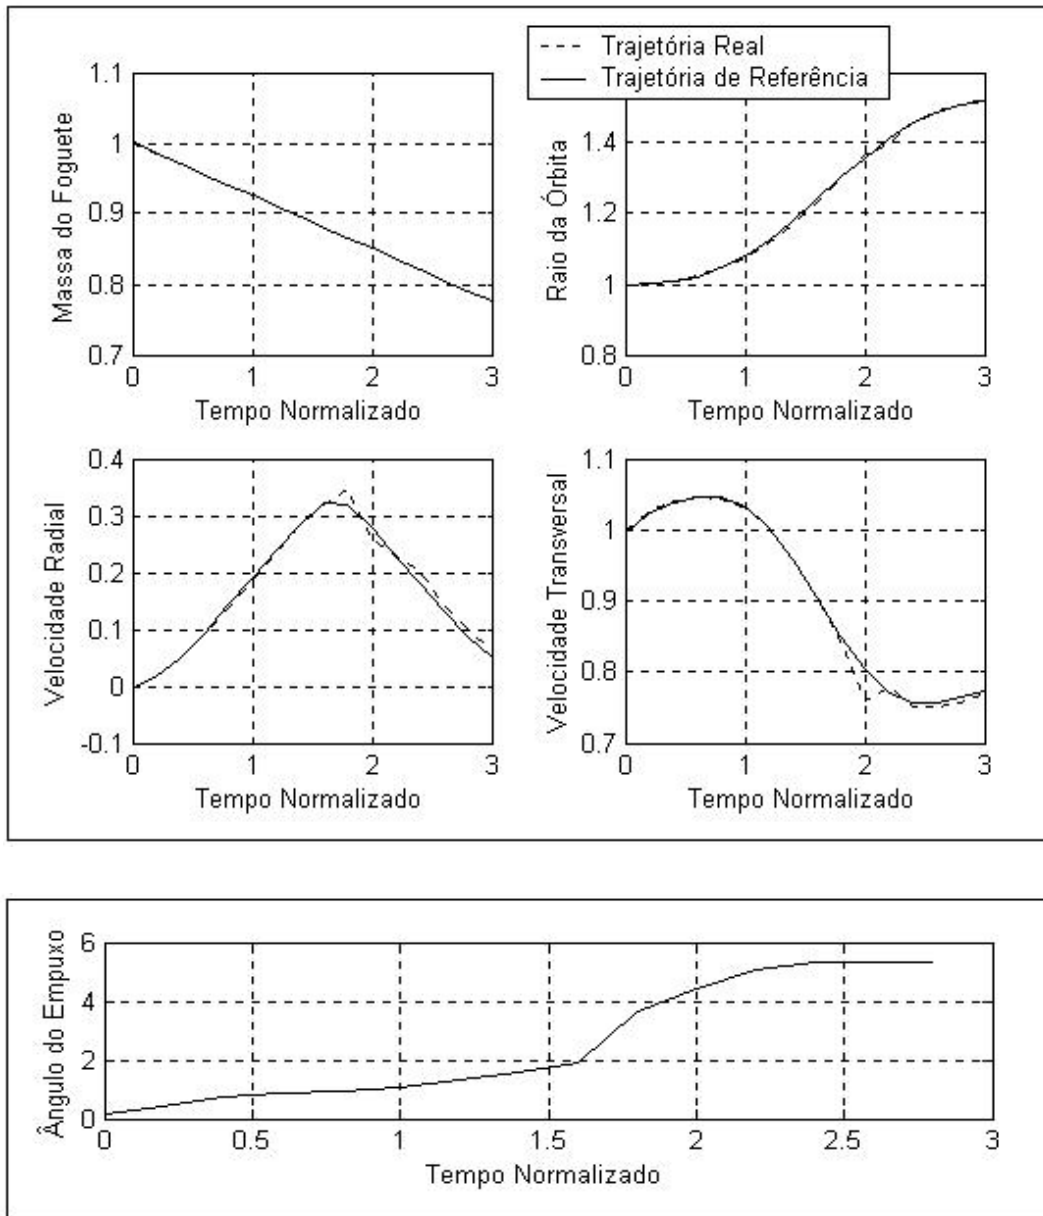 Trajetória Real
Trajetória de Referência
1.1
1
0.9
0.8
0.7
Massa do Foguete
0 1 2 3
Tempo Normalizado
1.4
1.2
1
0.8
Raio da Órbita
0 1 2 3
Tempo Normalizado
0.4
0.3
0.2
0.1
0
-0.1
Velocidade Radial
0 1 2 3
Tempo Normalizado
1.1
1
0.9
0.8
0.7
Velocidade Transversal
0 1 2 3
Tempo Normalizado
6
4
2
0
Ângulo do Empuxo
0 0.5 1 1.5 2 2.5 3
Tempo Normalizado